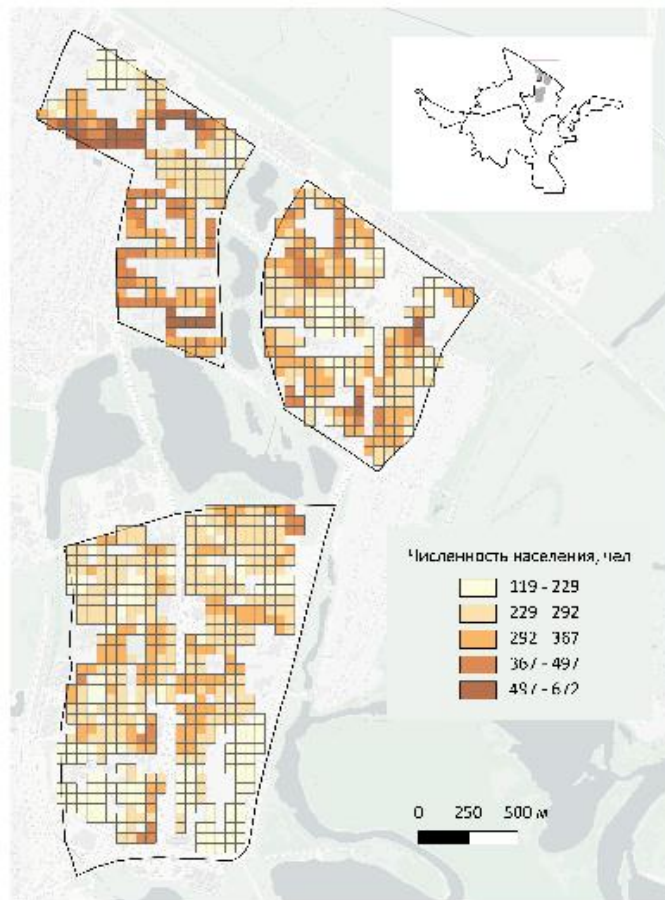 Численность населения, чел
119 - 229
229 292
292 367
367 - 497
497 - 672
0 250 500 м